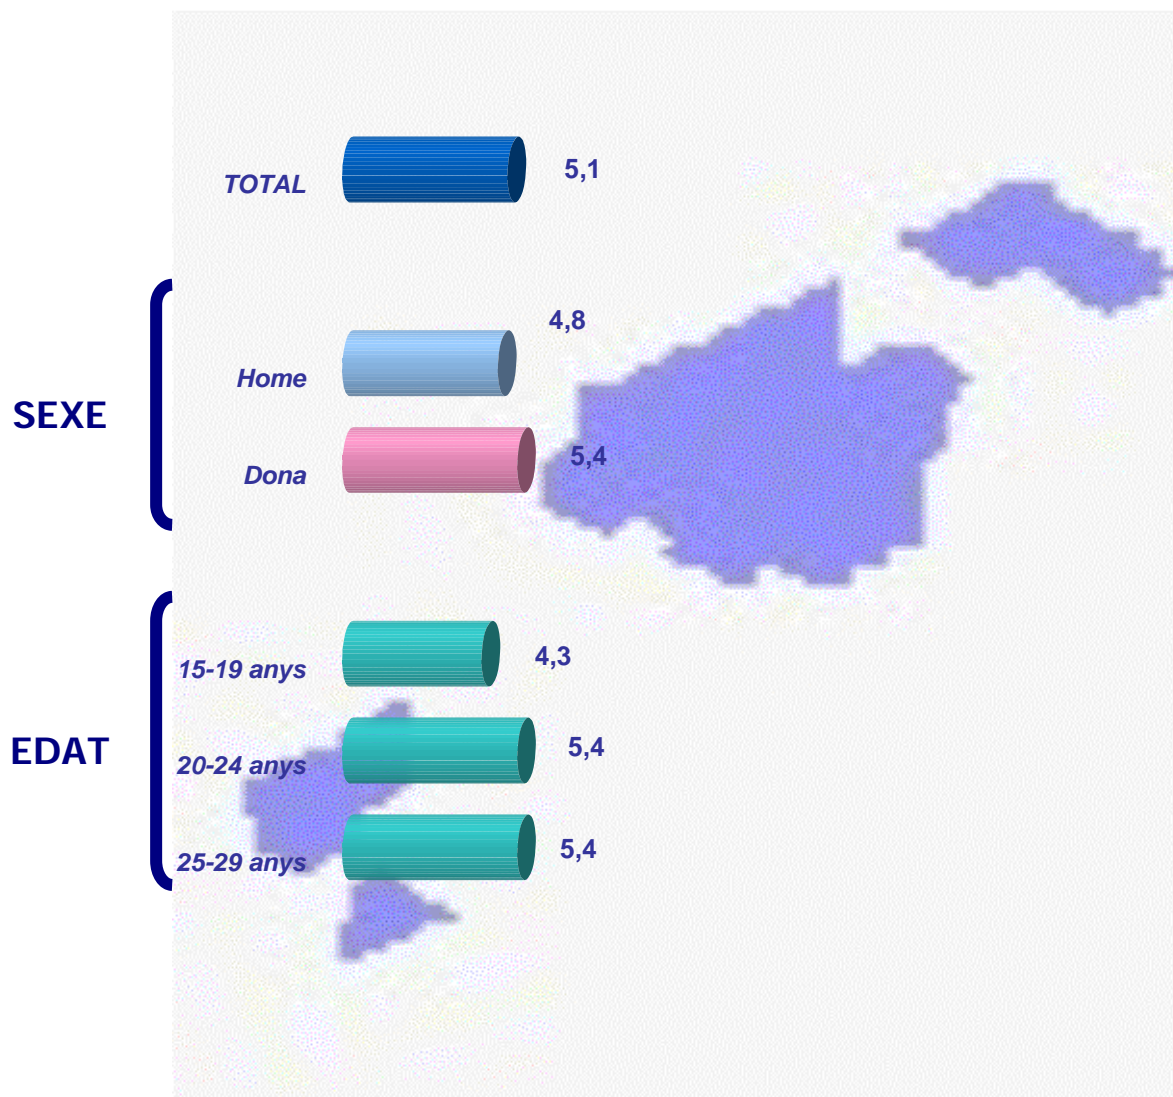 TOTAL 5,1
SEXE
Home 4,8
Dona 5,4
EDAT
15-19 anys 4,3
20-24 anys 5,4
25-29 anys 5,4